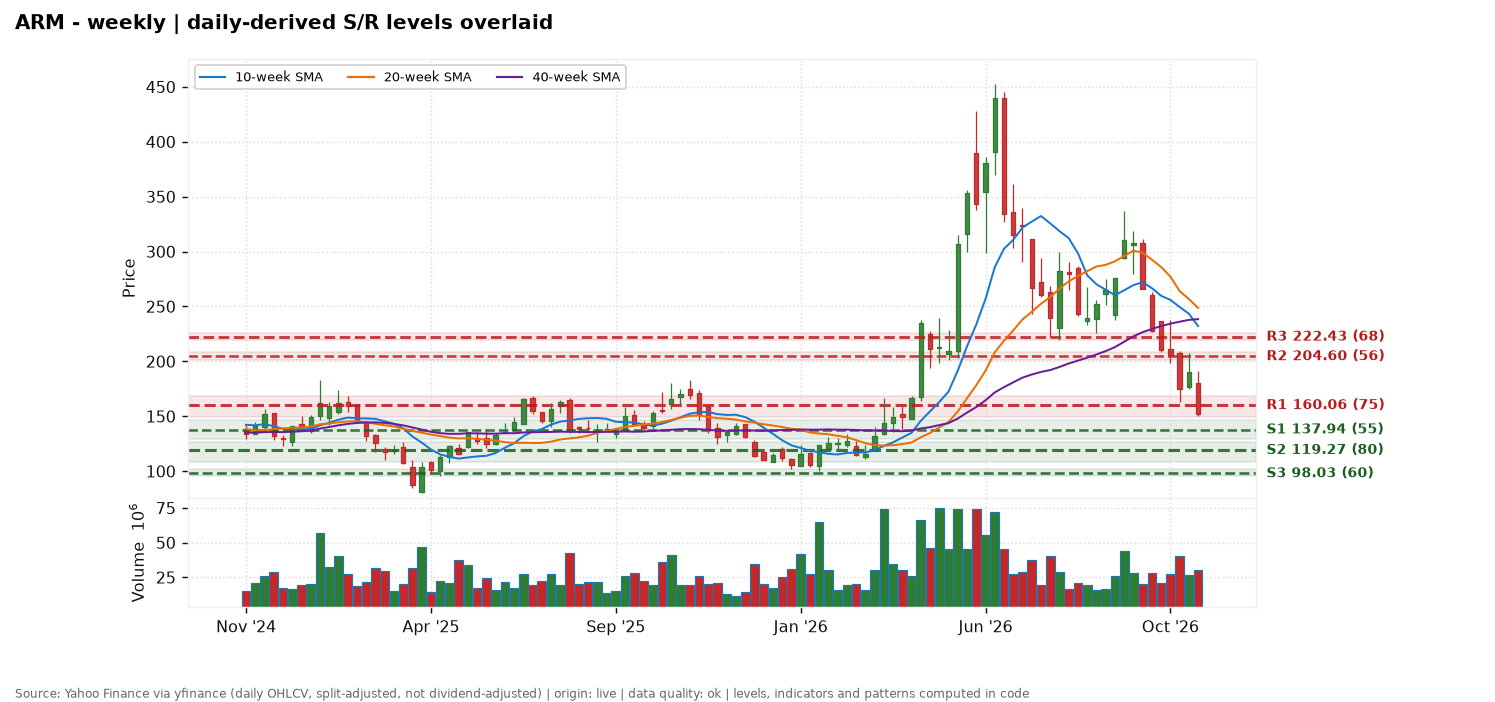 ARM - weekly | daily-derived S/R levels overlaid
10-week SMA
20-week SMA
40-week SMA
Price
450
400
350
300
250
200
150
100
R3 222.43 (68)
R2 204.60 (56)
R1 160.06 (75)
S1 137.94 (55)
S2 119.27 (80)
S3 98.03 (60)
Volume 10⁶
75
50
25
Nov '24
Apr '25
Sep '25
Jan '26
Jun '26
Oct '26
Source: Yahoo Finance via yfinance (daily OHLCV, split-adjusted, not dividend-adjusted) | origin: live | data quality: ok | levels, indicators and patterns computed in code